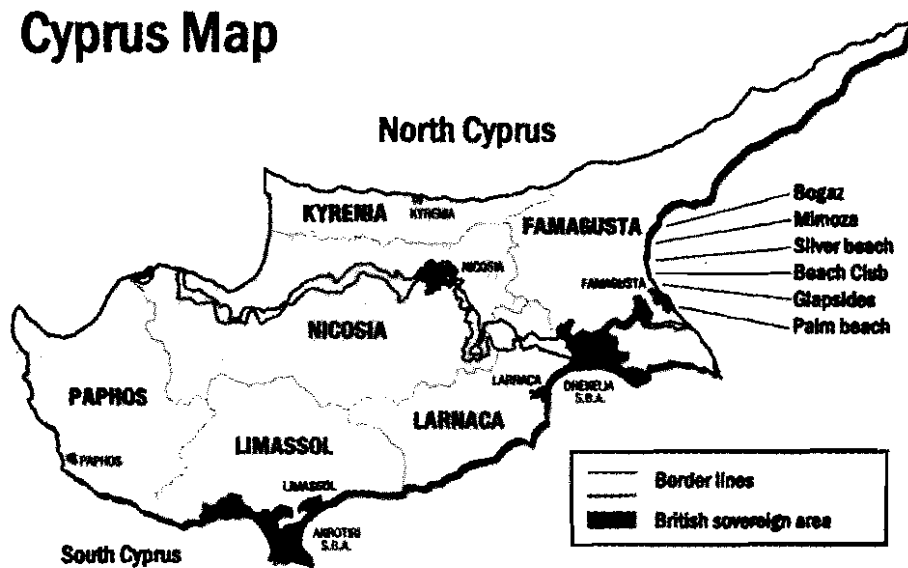 Cyprus Map
North Cyprus
KYRENIA
KYRENIA
FAMAGUSTA
Bogaz
Mimoza
Silver beach
Beach Club
Glapsides
Palm beach
NICOSIA
FAMAGUSTA
NICOSIA
PAPHOS
LARNACA
DHEKELIA
S.B.A.
LARNACA
LIMASSOL
PAPHOS
LIMASSOL
AKROTIRI
S.B.A.
South Cyprus
Border lines
British sovereign area